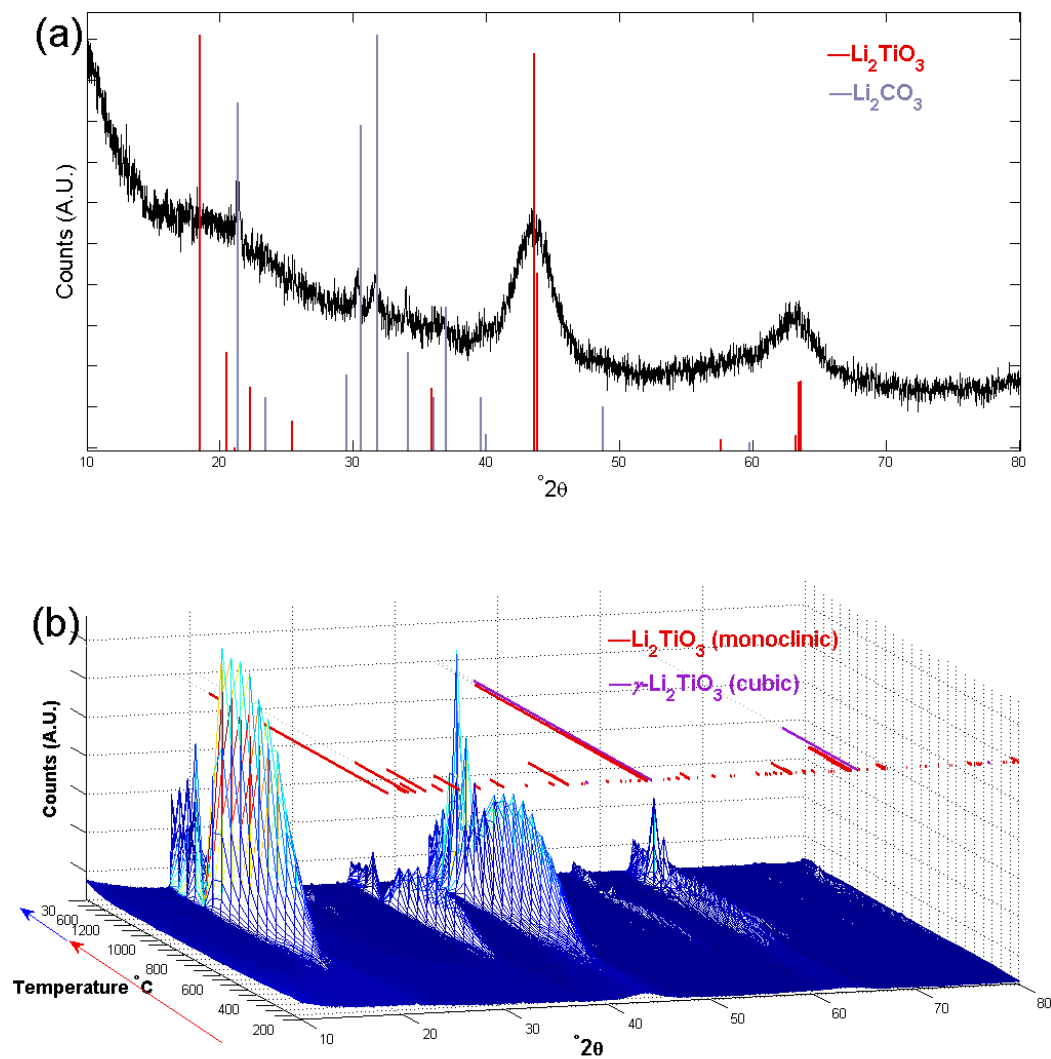 (a)
—Li₂TiO₃
—Li₂CO₃
Counts (A.U.)
10 20 30 40 50 60 70 80
°2θ
(b)
—Li₂TiO₃ (monoclinic)
—γ-Li₂TiO₃ (cubic)
Counts (A.U.)
30
600
1200
1000
800
600
400
200
Temperature °C
10 20 30 40 50 60 70 80
°2θ